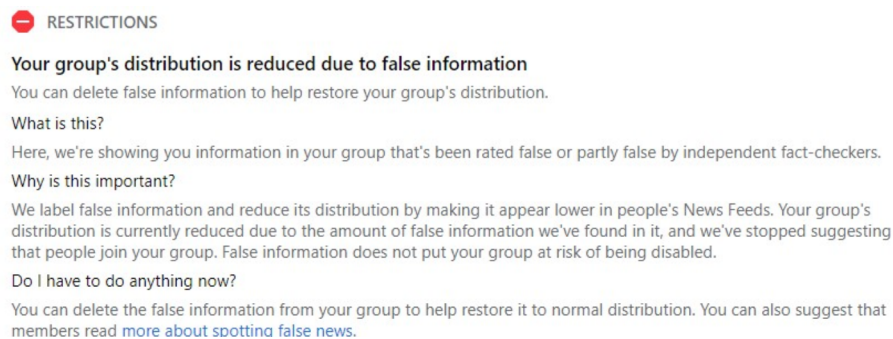 RESTRICTIONS
Your group's distribution is reduced due to false information
You can delete false information to help restore your group's distribution.
What is this?
Here, we're showing you information in your group that's been rated false or partly false by independent fact-checkers.
Why is this important?
We label false information and reduce its distribution by making it appear lower in people's News Feeds. Your group's
distribution is currently reduced due to the amount of false information we've found in it, and we've stopped suggesting
that people join your group. False information does not put your group at risk of being disabled.
Do I have to do anything now?
You can delete the false information from your group to help restore it to normal distribution. You can also suggest that
members read more about spotting false news.